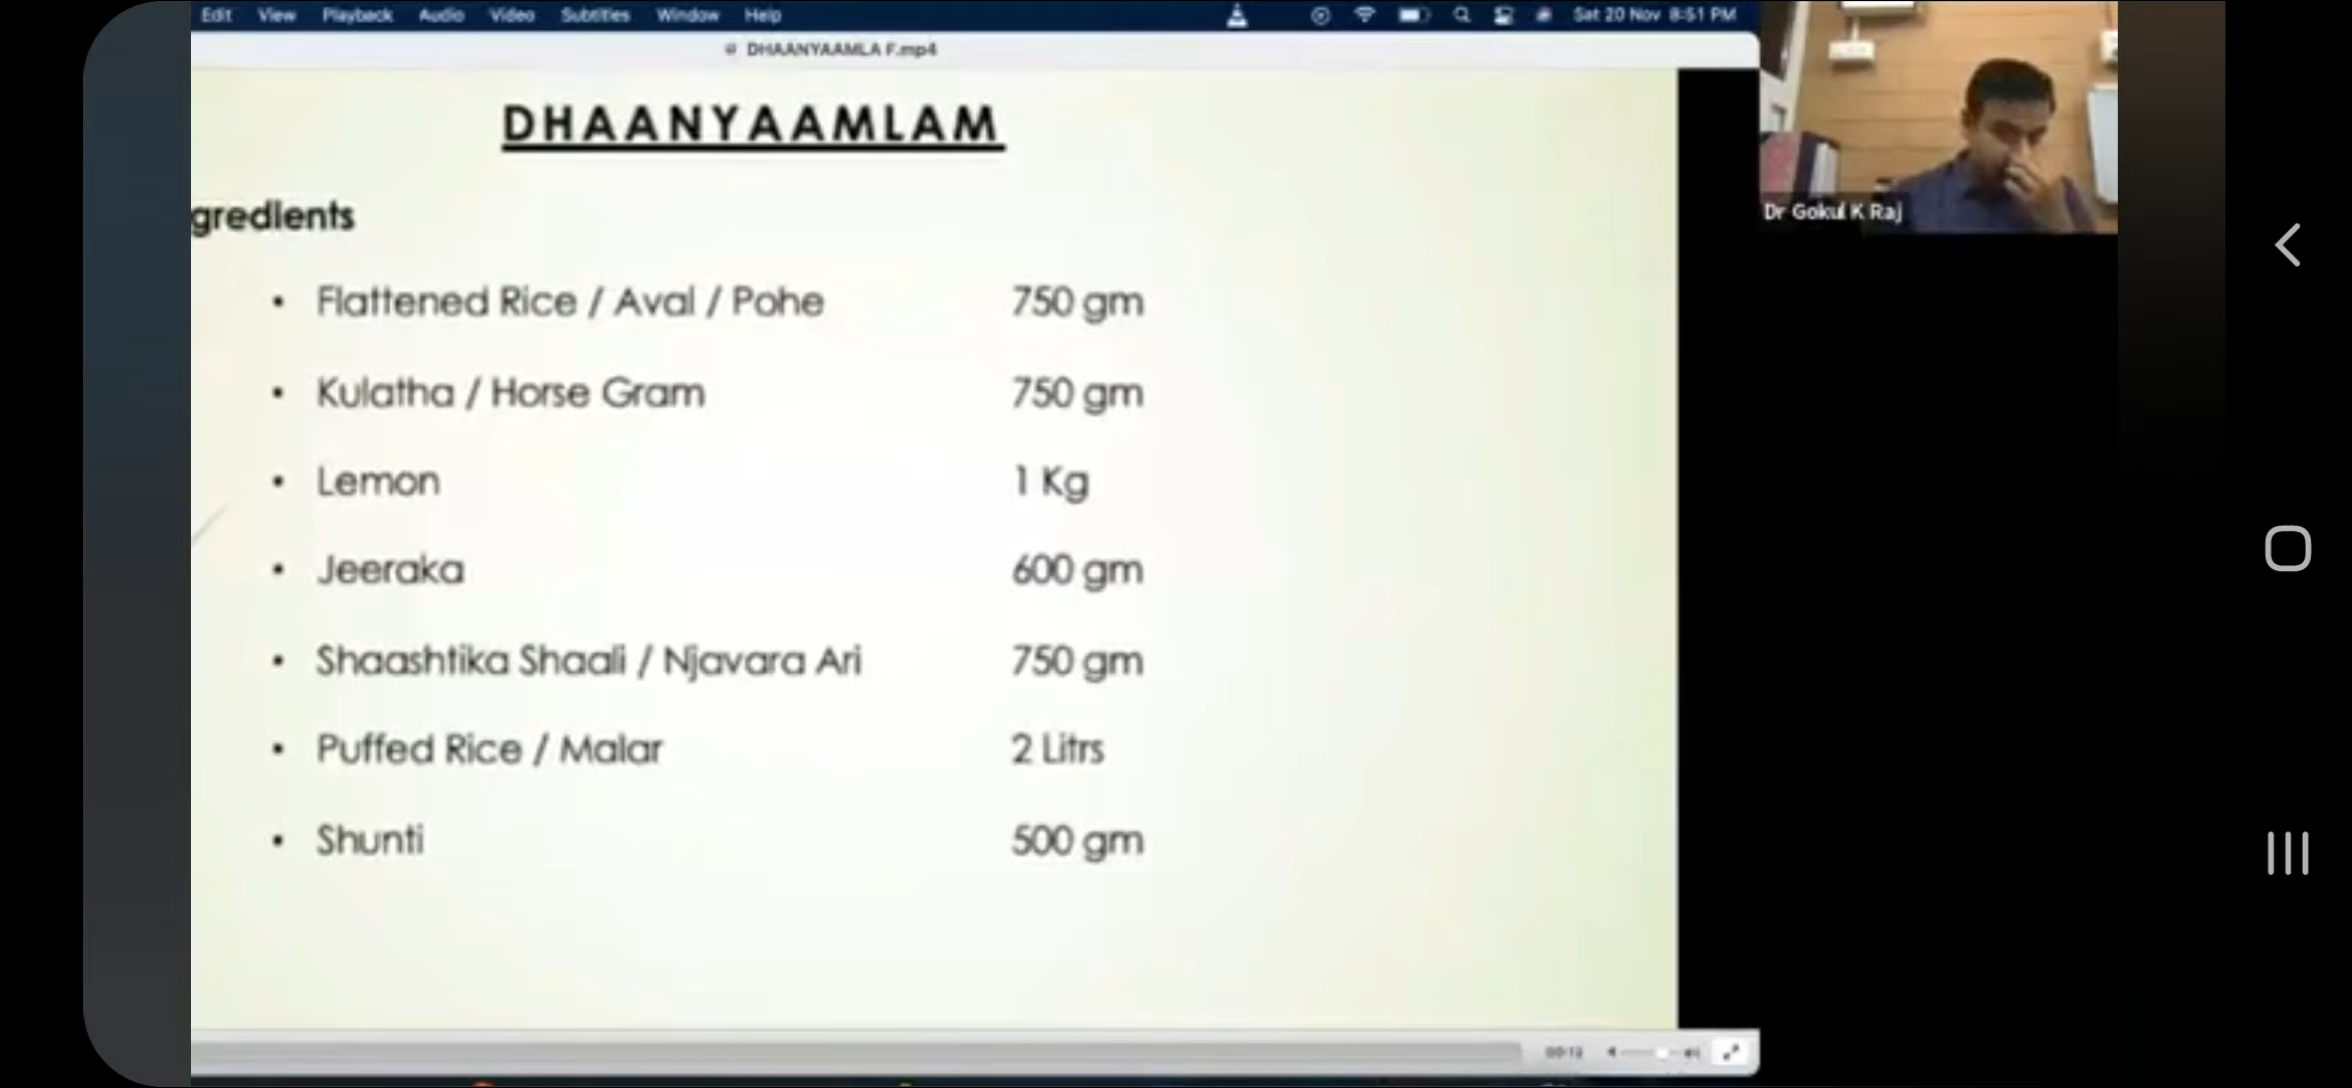 Edit View Playback Audio Video Subtitles Window Help Sat 20 Nov 8:51 PM
DHAANYAAMLA F.mp4
DHAANYAAMLAM
gredients
• Flattened Rice / Aval / Pohe 750 gm
• Kulatha / Horse Gram 750 gm
• Lemon 1 Kg
• Jeeraka 600 gm
• Shaashtika Shaali / Njavara Ari 750 gm
• Puffed Rice / Malar 2 Litrs
• Shunti 500 gm
Dr Gokul K Raj
00:13